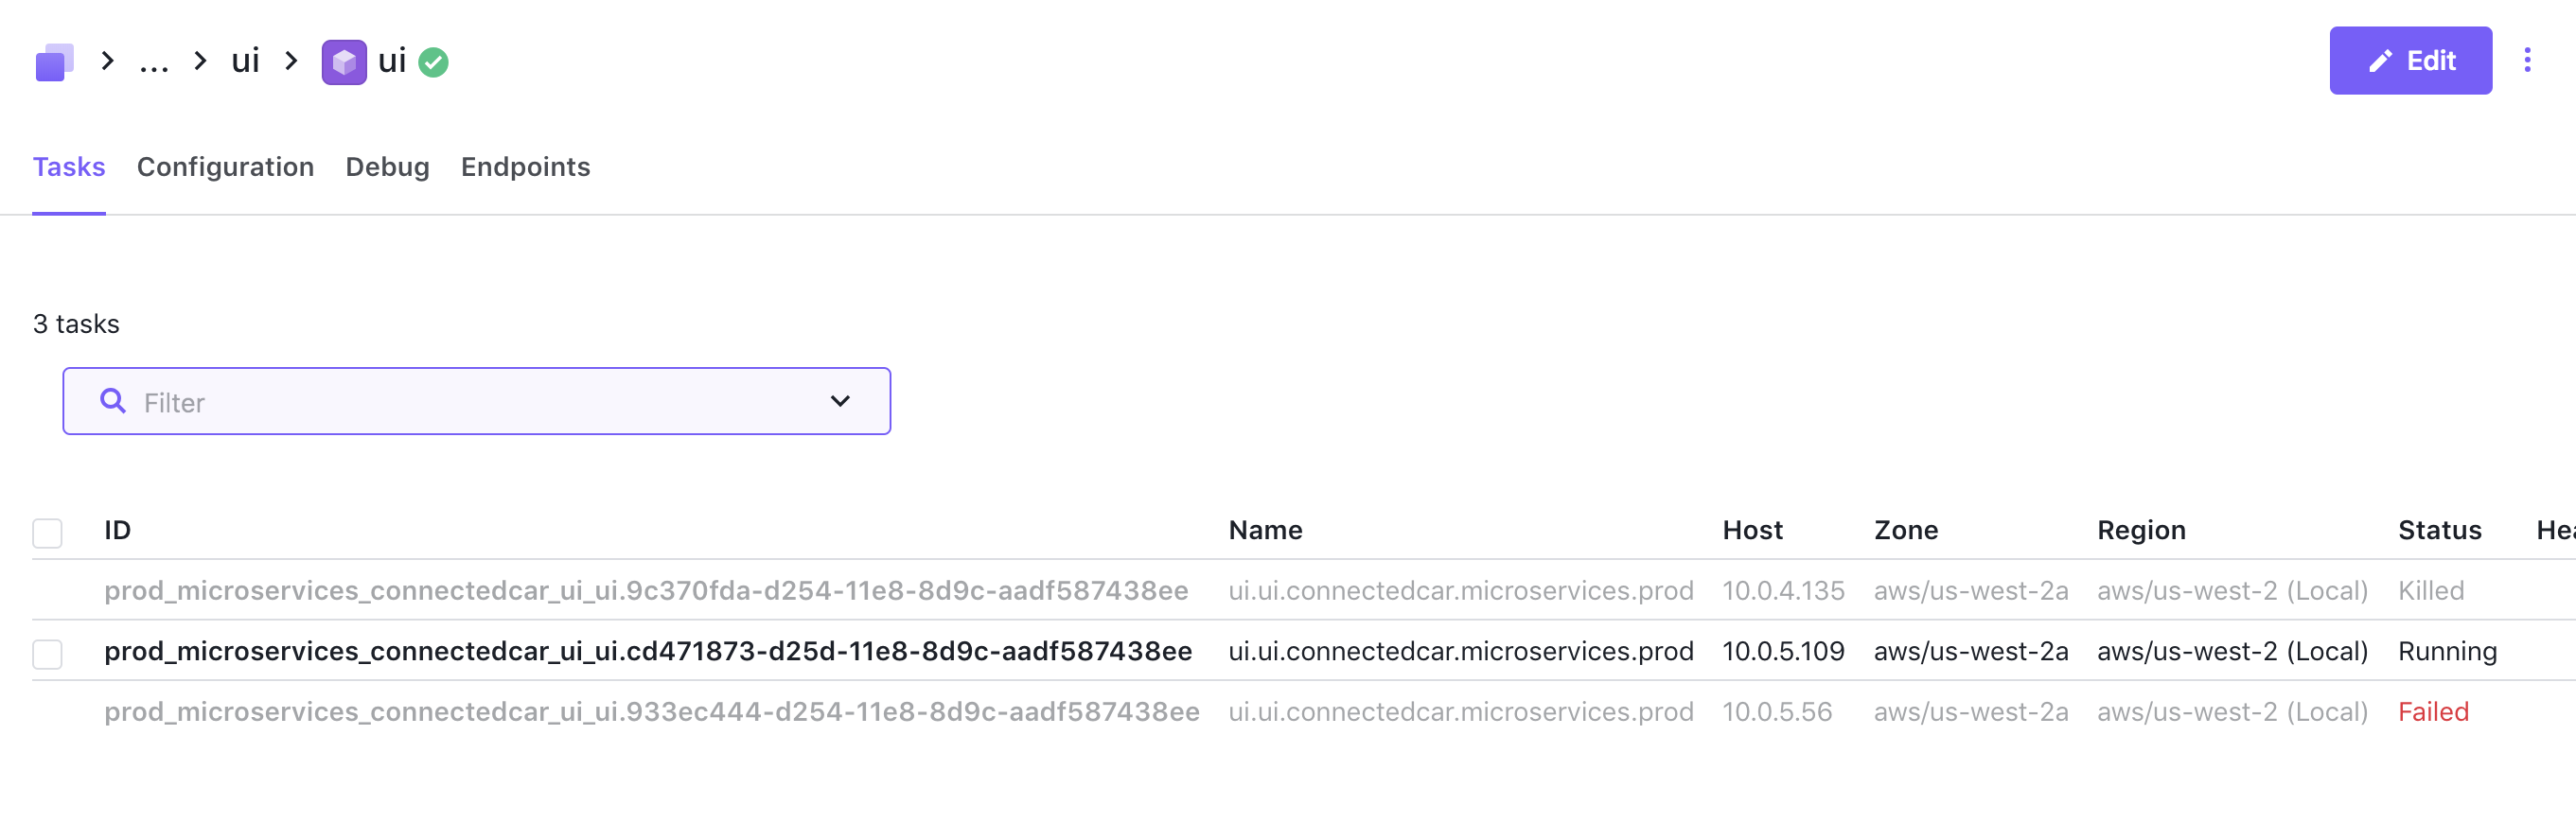 ... ui ui Edit
Tasks Configuration Debug Endpoints
3 tasks
Filter
ID Name Host Zone Region Status Hea
prod_microservices_connectedcar_ui_ui.9c370fda-d254-11e8-8d9c-aadf587438ee ui.ui.connectedcar.microservices.prod 10.0.4.135 aws/us-west-2a aws/us-west-2 (Local) Killed
prod_microservices_connectedcar_ui_ui.cd471873-d25d-11e8-8d9c-aadf587438ee ui.ui.connectedcar.microservices.prod 10.0.5.109 aws/us-west-2a aws/us-west-2 (Local) Running
prod_microservices_connectedcar_ui_ui.933ec444-d254-11e8-8d9c-aadf587438ee ui.ui.connectedcar.microservices.prod 10.0.5.56 aws/us-west-2a aws/us-west-2 (Local) Failed